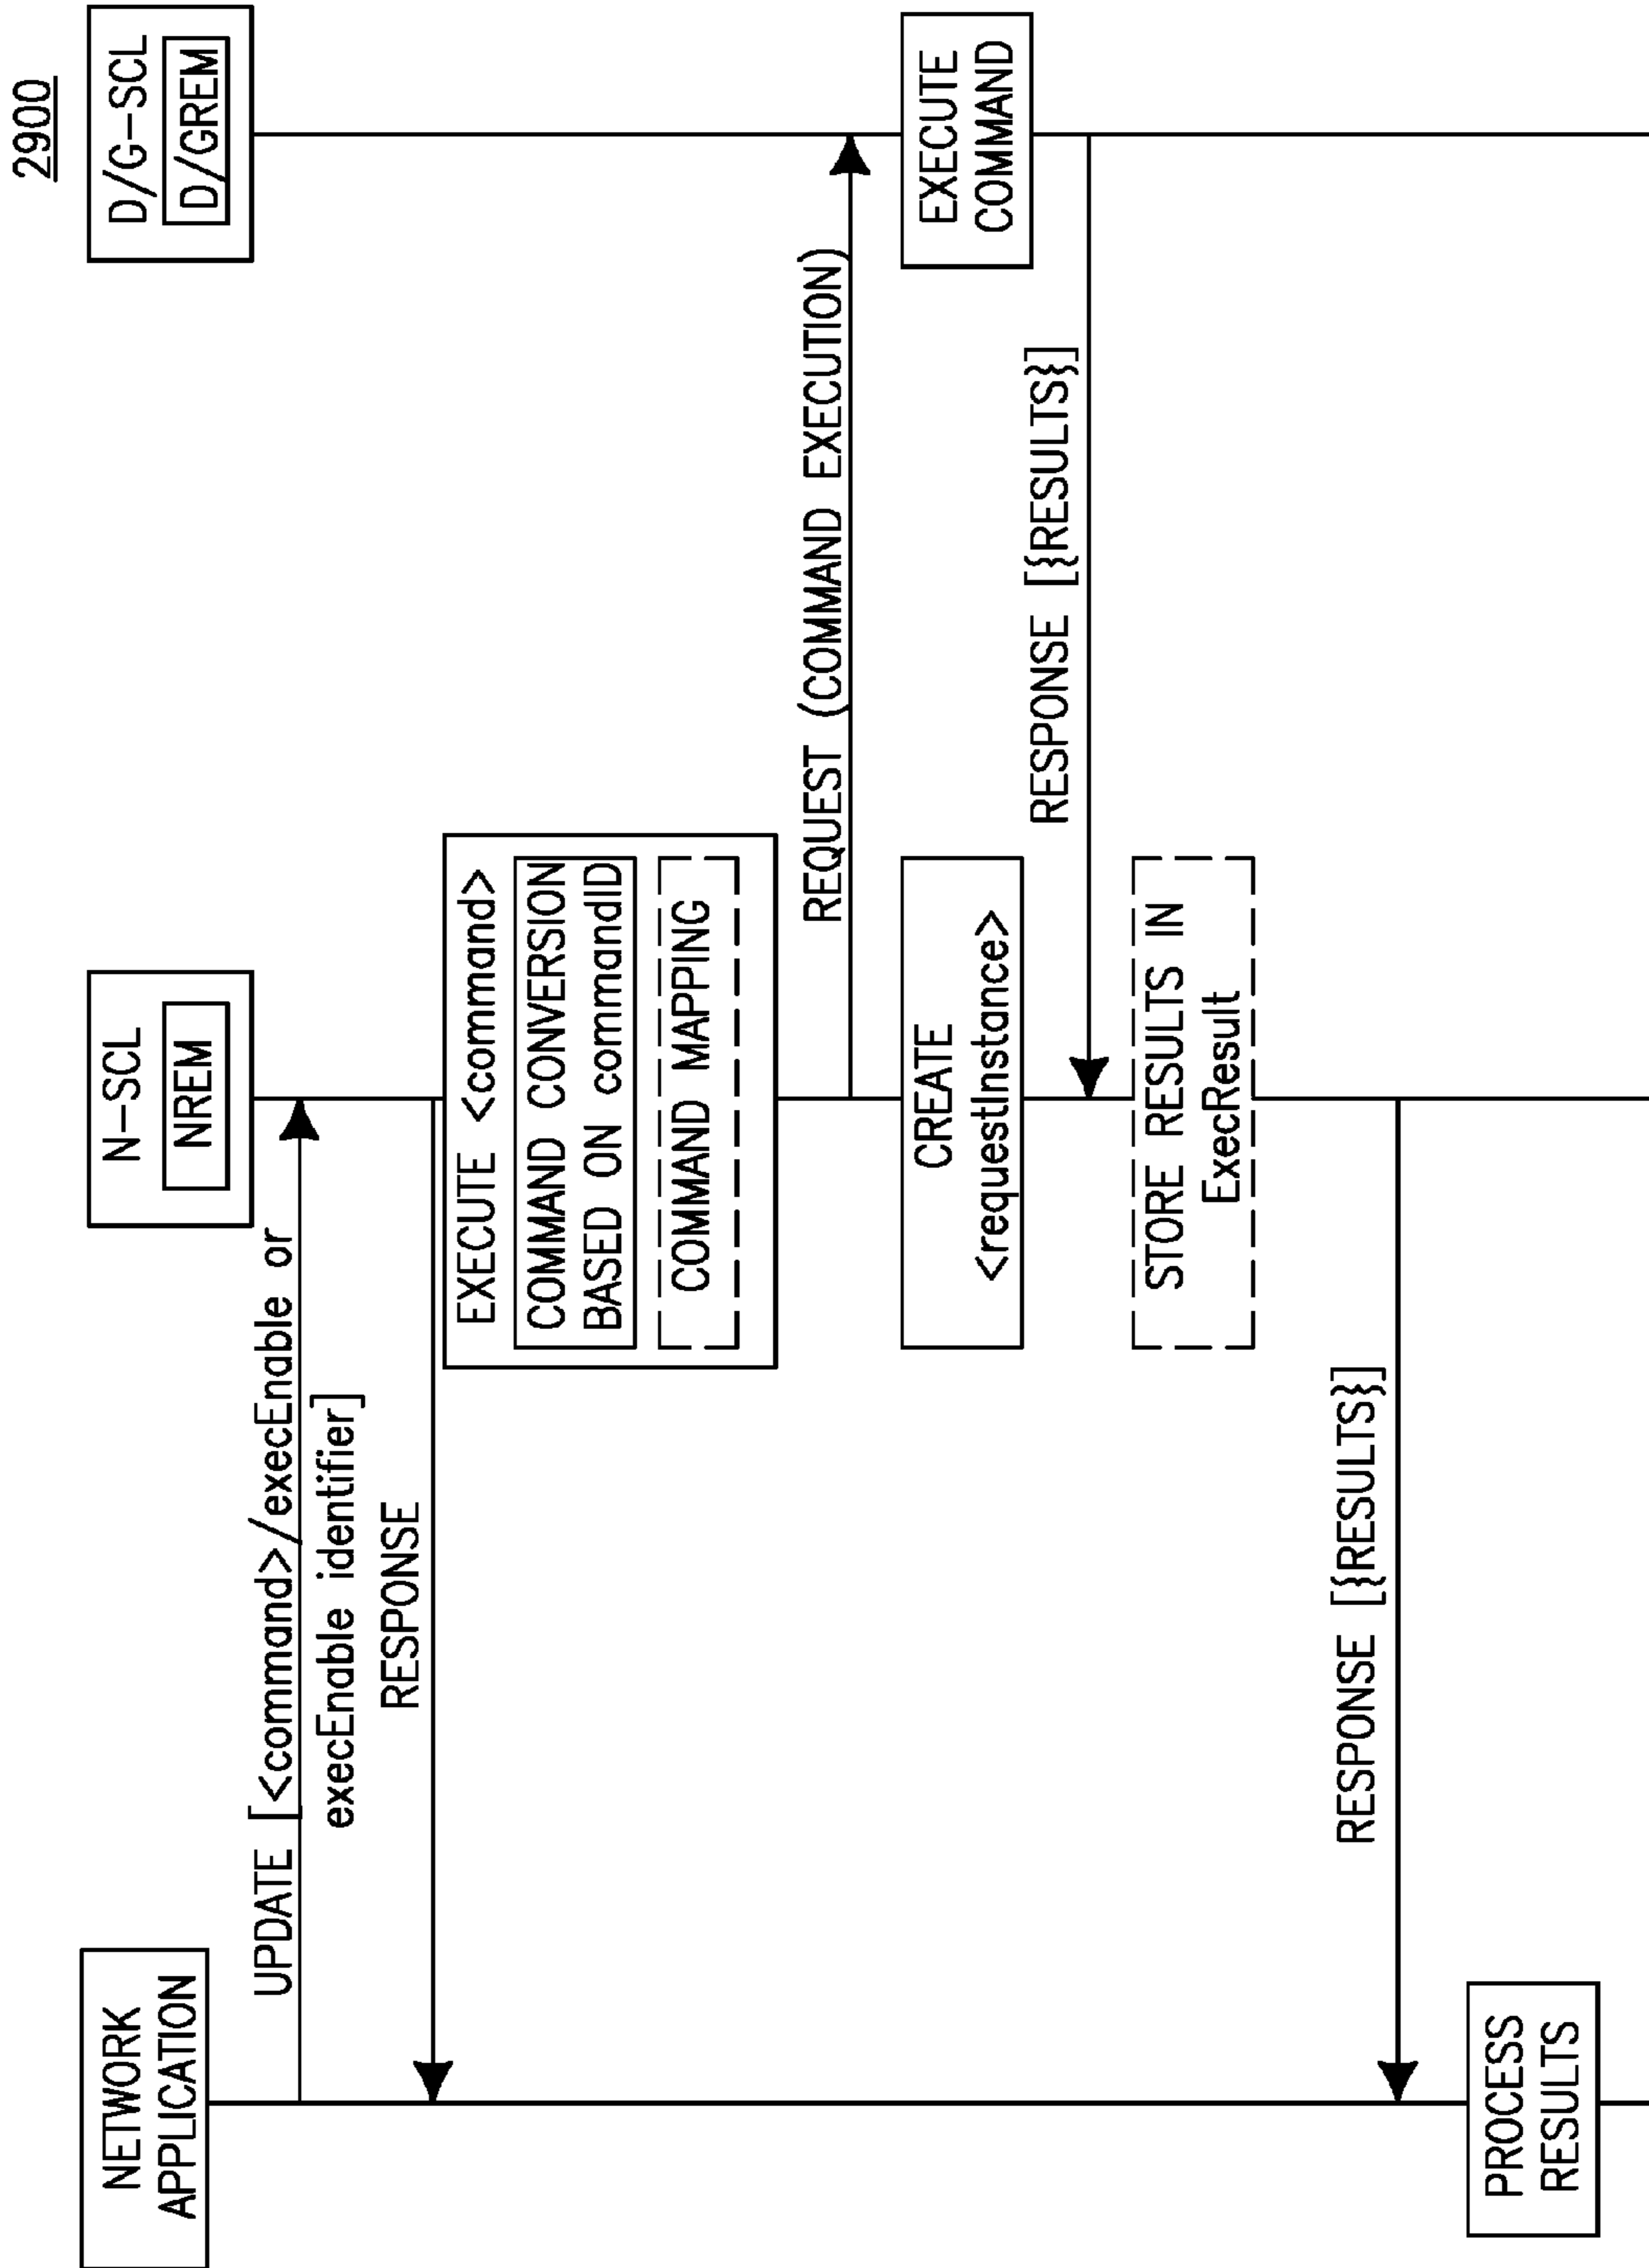 2900
NETWORK
APPLICATION
N-SCL
NREM
D/G-SCL
D/GREM
UPDATE [<command>/execEnable or
execEnable identifier]
RESPONSE
EXECUTE <command>
COMMAND CONVERSION
BASED ON commandID
COMMAND MAPPING
REQUEST (COMMAND EXECUTION)
CREATE
<requestInstance>
EXECUTE
COMMAND
RESPONSE [{RESULTS}]
STORE RESULTS IN
ExecResult
RESPONSE [{RESULTS}]
PROCESS
RESULTS